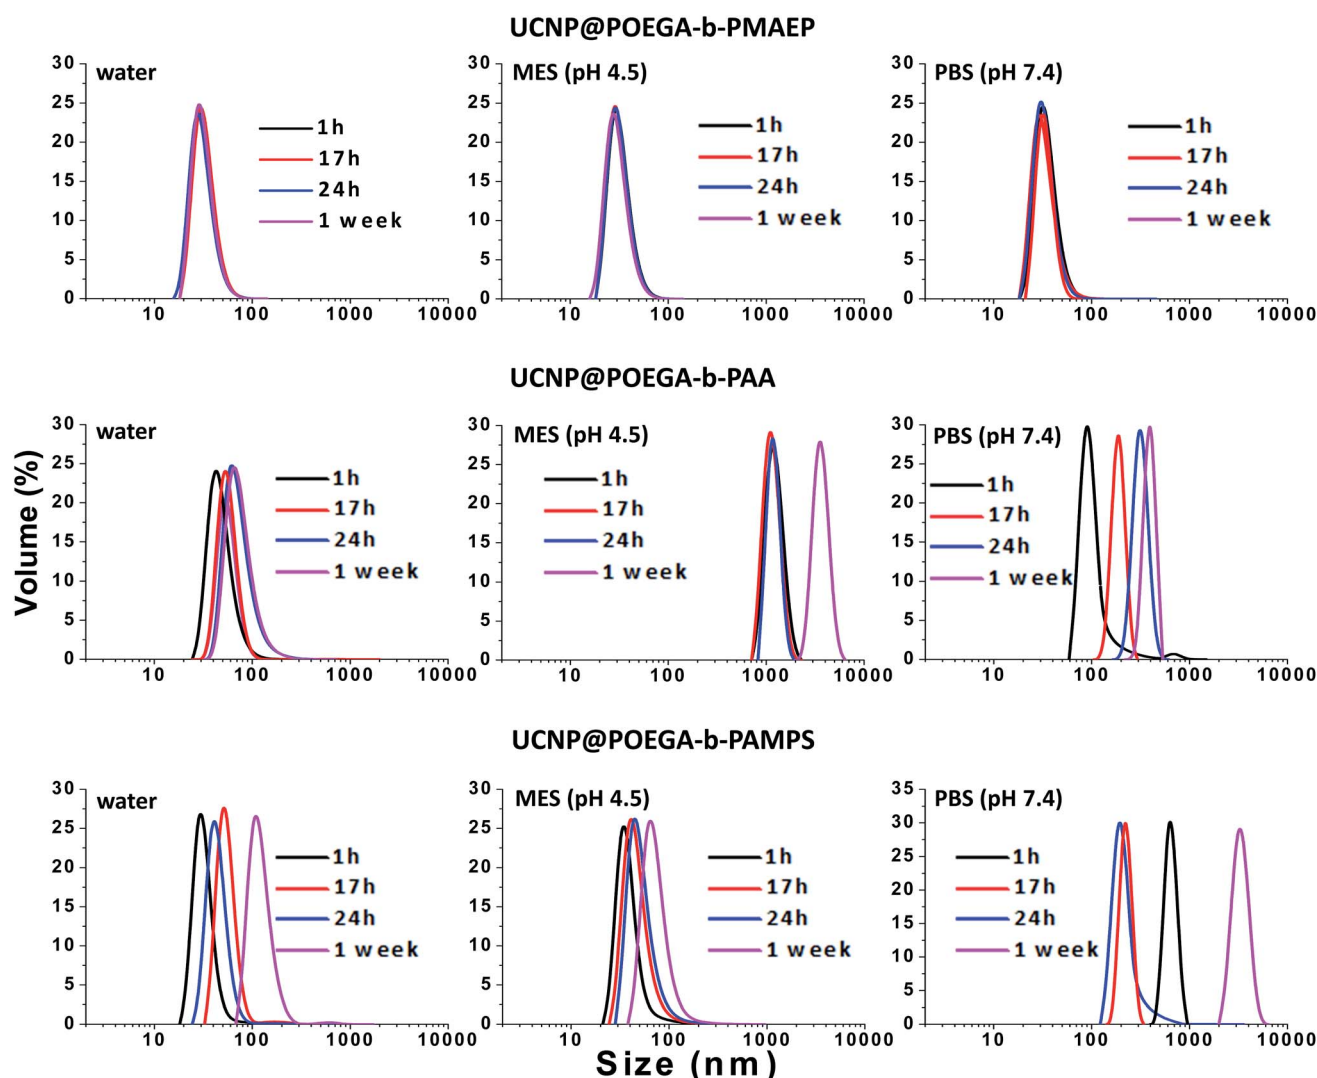 UCNP@POEGA-b-PMAEP
water
30
25
20
15
10
5
0
1h
17h
24h
1 week
10 100 1000 10000
MES (pH 4.5)
30
25
20
15
10
5
0
1h
17h
24h
1 week
10 100 1000 10000
PBS (pH 7.4)
30
25
20
15
10
5
0
1h
17h
24h
1 week
10 100 1000 10000
UCNP@POEGA-b-PAA
Volume (%)
water
30
25
20
15
10
5
0
1h
17h
24h
1 week
10 100 1000 10000
MES (pH 4.5)
30
25
20
15
10
5
0
1h
17h
24h
1 week
10 100 1000 10000
PBS (pH 7.4)
30
25
20
15
10
5
0
1h
17h
24h
1 week
10 100 1000 10000
UCNP@POEGA-b-PAMPS
water
30
25
20
15
10
5
0
1h
17h
24h
1 week
10 100 1000 10000
MES (pH 4.5)
30
25
20
15
10
5
0
1h
17h
24h
1 week
10 100 1000 10000
PBS (pH 7.4)
35
30
25
20
15
10
5
0
1h
17h
24h
1 week
10 100 1000 10000
Size (nm)